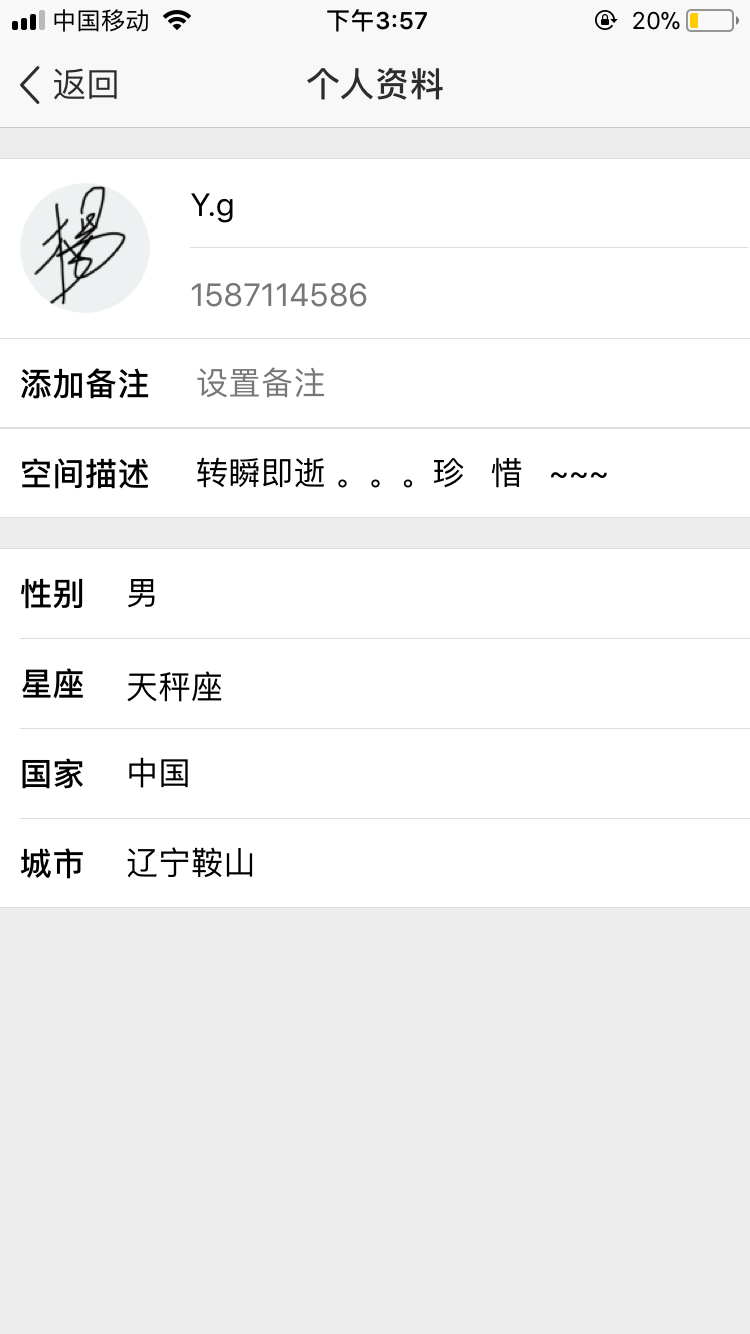 中国移动 下午3:57 20%
返回 个人资料
楊
Y.g
1587114586
添加备注 设置备注
空间描述 转瞬即逝 。。。珍 惜 ~~~
性别 男
星座 天秤座
国家 中国
城市 辽宁鞍山